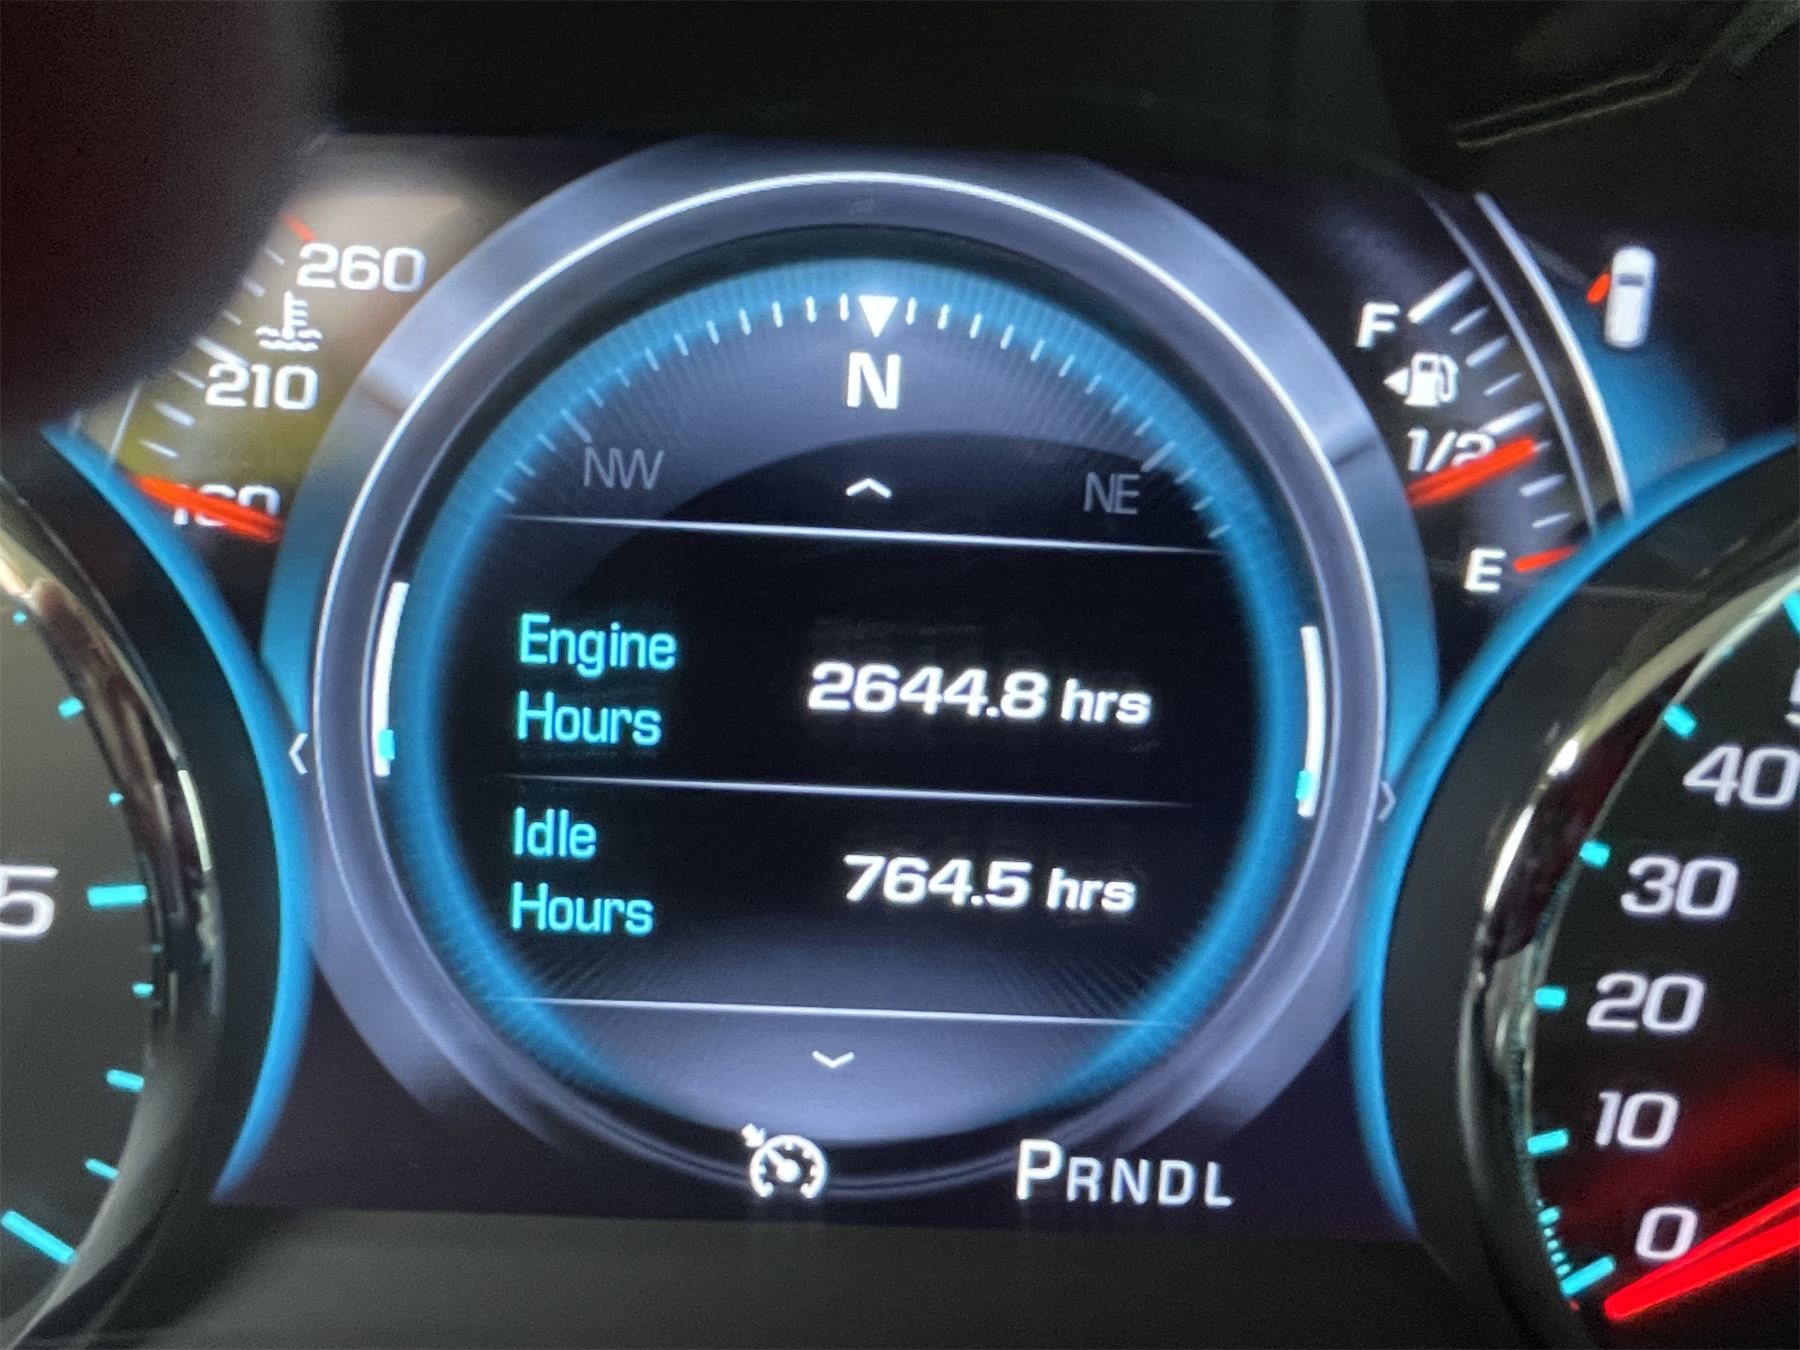 260
210
N
NW
NE
F
1/2
E
Engine
Hours
2644.8 hrs
Idle
Hours
764.5 hrs
PRNDL
5
40
30
20
10
0